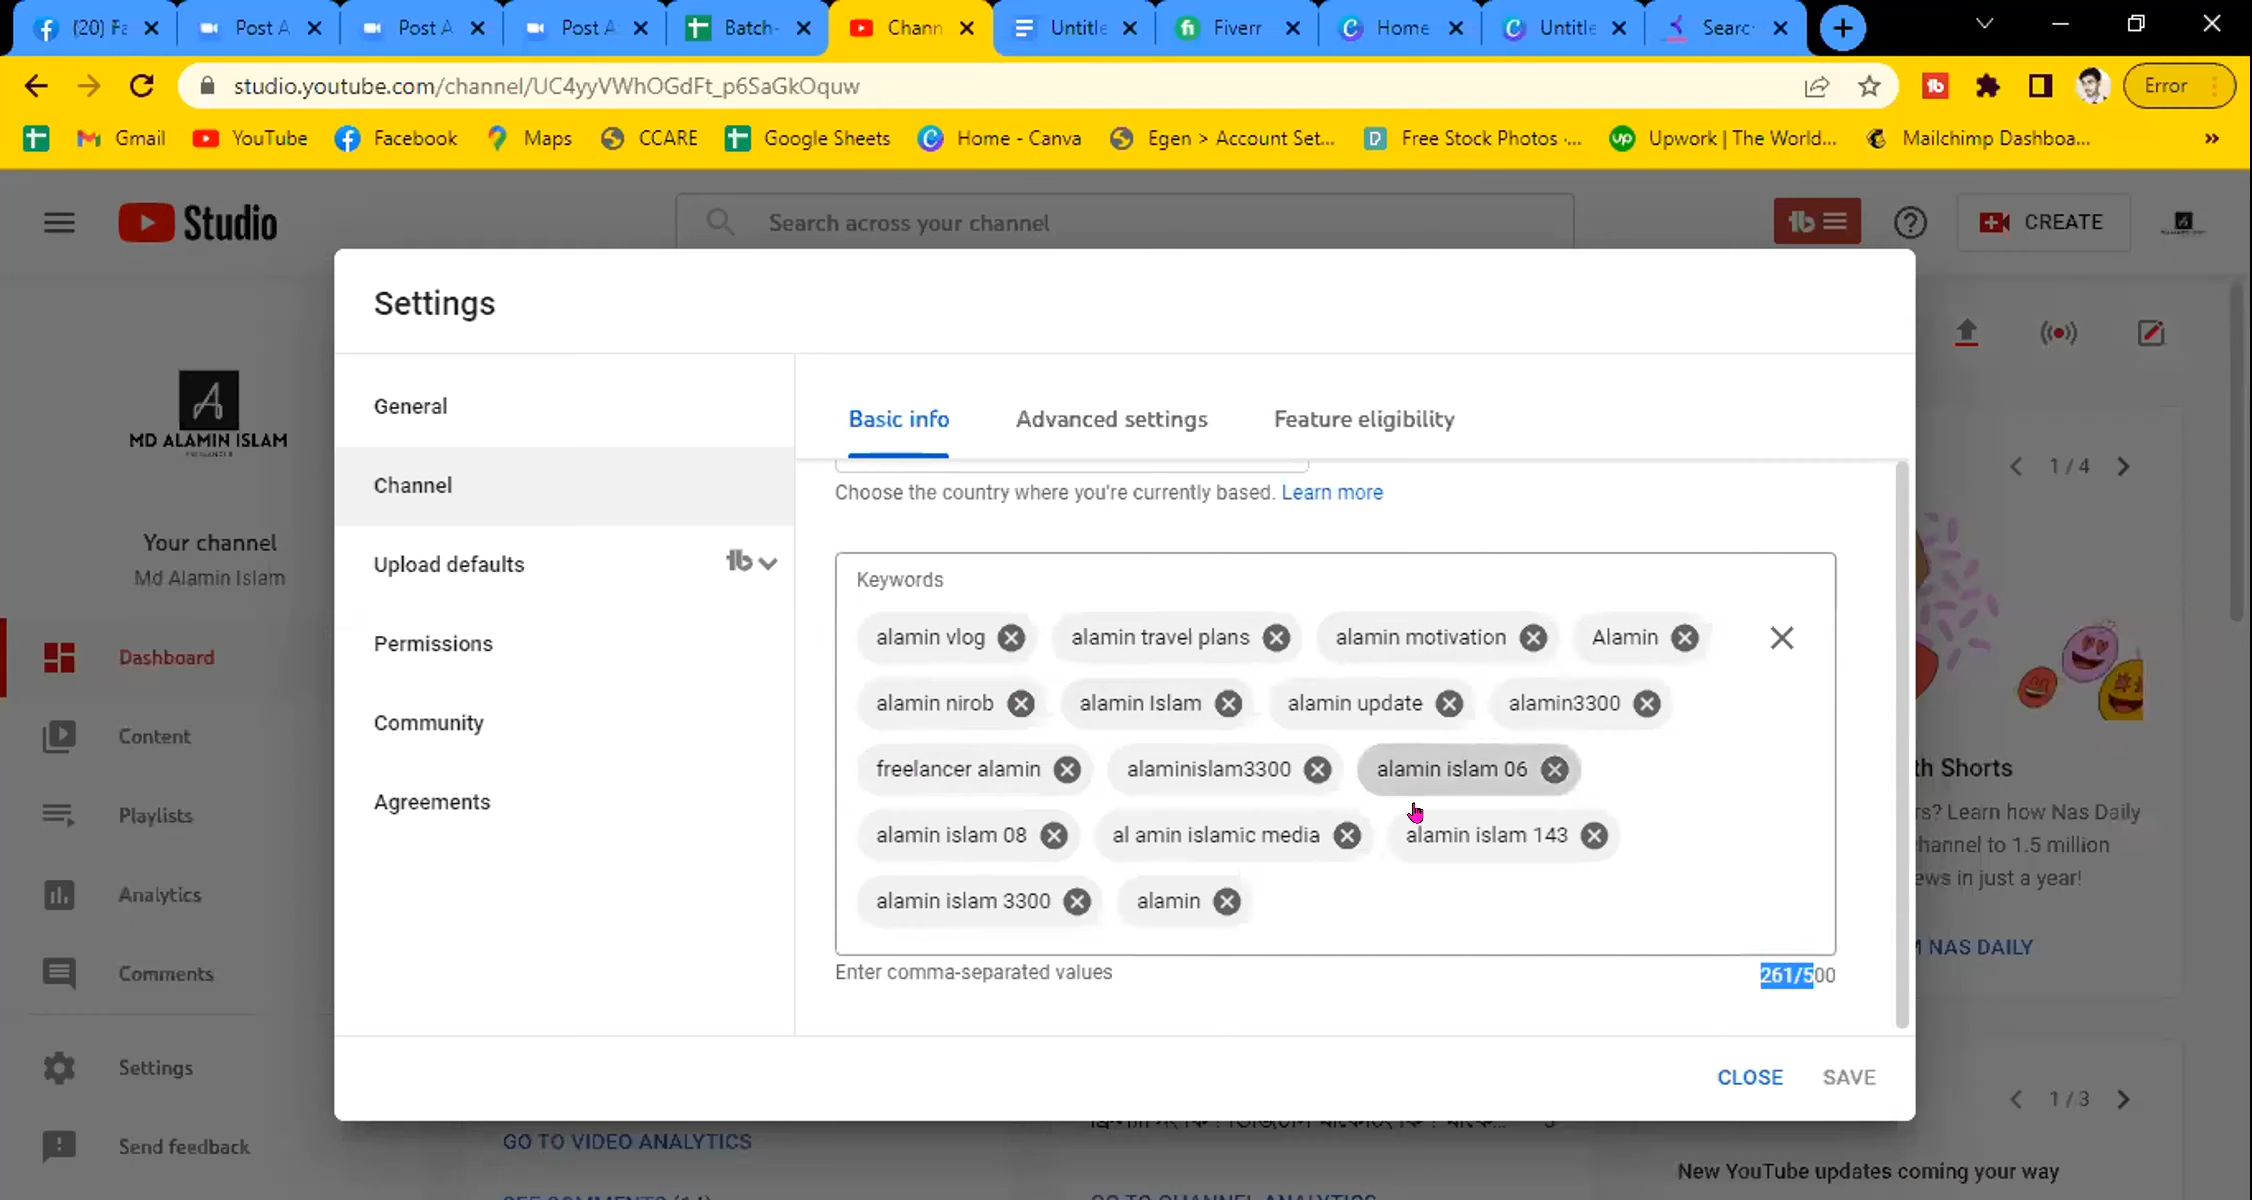 (20) Fa
Post A
Post A
Post A
Batch-
Chann
Untitle
Fiverr
Home
Untitle
Searc
studio.youtube.com/channel/UC4yyVWhOGdFt_p6SaGkOquw
Error
Gmail
YouTube
Facebook
Maps
CCARE
Google Sheets
Home - Canva
Egen > Account Set...
Free Stock Photos ·...
Upwork | The World...
Mailchimp Dashboa...
Studio
Search across your channel
CREATE
Settings
MD ALAMIN ISLAM
FREELANCER
Your channel
Md Alamin Islam
Dashboard
Content
Playlists
Analytics
Comments
Settings
Send feedback
General
Channel
Upload defaults
Permissions
Community
Agreements
Basic info
Advanced settings
Feature eligibility
Choose the country where you're currently based. Learn more
Keywords
alamin vlog
alamin travel plans
alamin motivation
Alamin
alamin nirob
alamin Islam
alamin update
alamin3300
freelancer alamin
alaminislam3300
alamin islam 06
alamin islam 08
al amin islamic media
alamin islam 143
alamin islam 3300
alamin
Enter comma-separated values
261/500
CLOSE
SAVE
1 / 4
th Shorts
rs? Learn how Nas Daily
hannel to 1.5 million
ews in just a year!
M NAS DAILY
1 / 3
New YouTube updates coming your way
GO TO VIDEO ANALYTICS